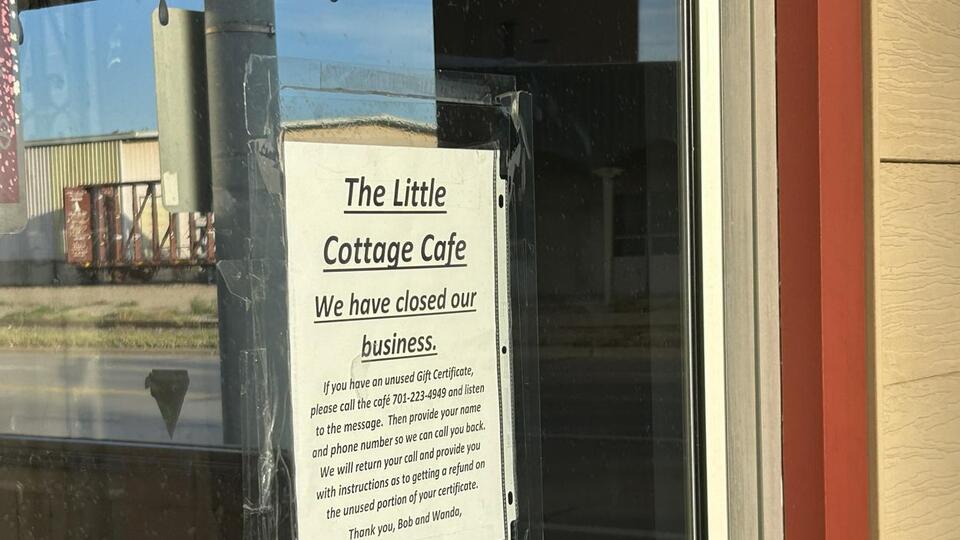 The Little
Cottage Cafe
We have closed our
business.
If you have an unused Gift Certificate,
please call the café 701-223-4949 and listen
to the message. Then provide your name
and phone number so we can call you back.
We will return your call and provide you
with instructions as to getting a refund on
the unused portion of your certificate.
Thank you, Bob and Wanda,